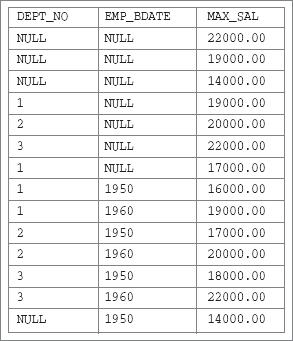 DEPT_NO EMP_BDATE MAX_SAL
NULL NULL 22000.00
NULL NULL 19000.00
NULL NULL 14000.00
1 NULL 19000.00
2 NULL 20000.00
3 NULL 22000.00
1 NULL 17000.00
1 1950 16000.00
1 1960 19000.00
2 1950 17000.00
2 1960 20000.00
3 1950 18000.00
3 1960 22000.00
NULL 1950 14000.00